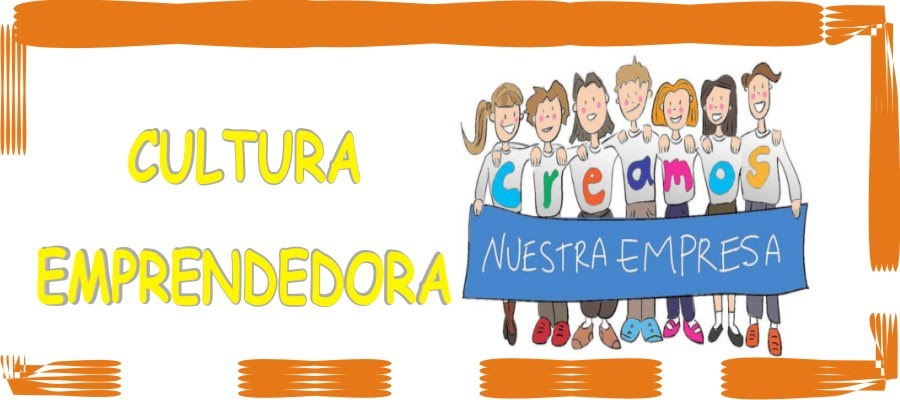 CULTURA
EMPRENDEDORA
creamos
NUESTRA EMPRESA